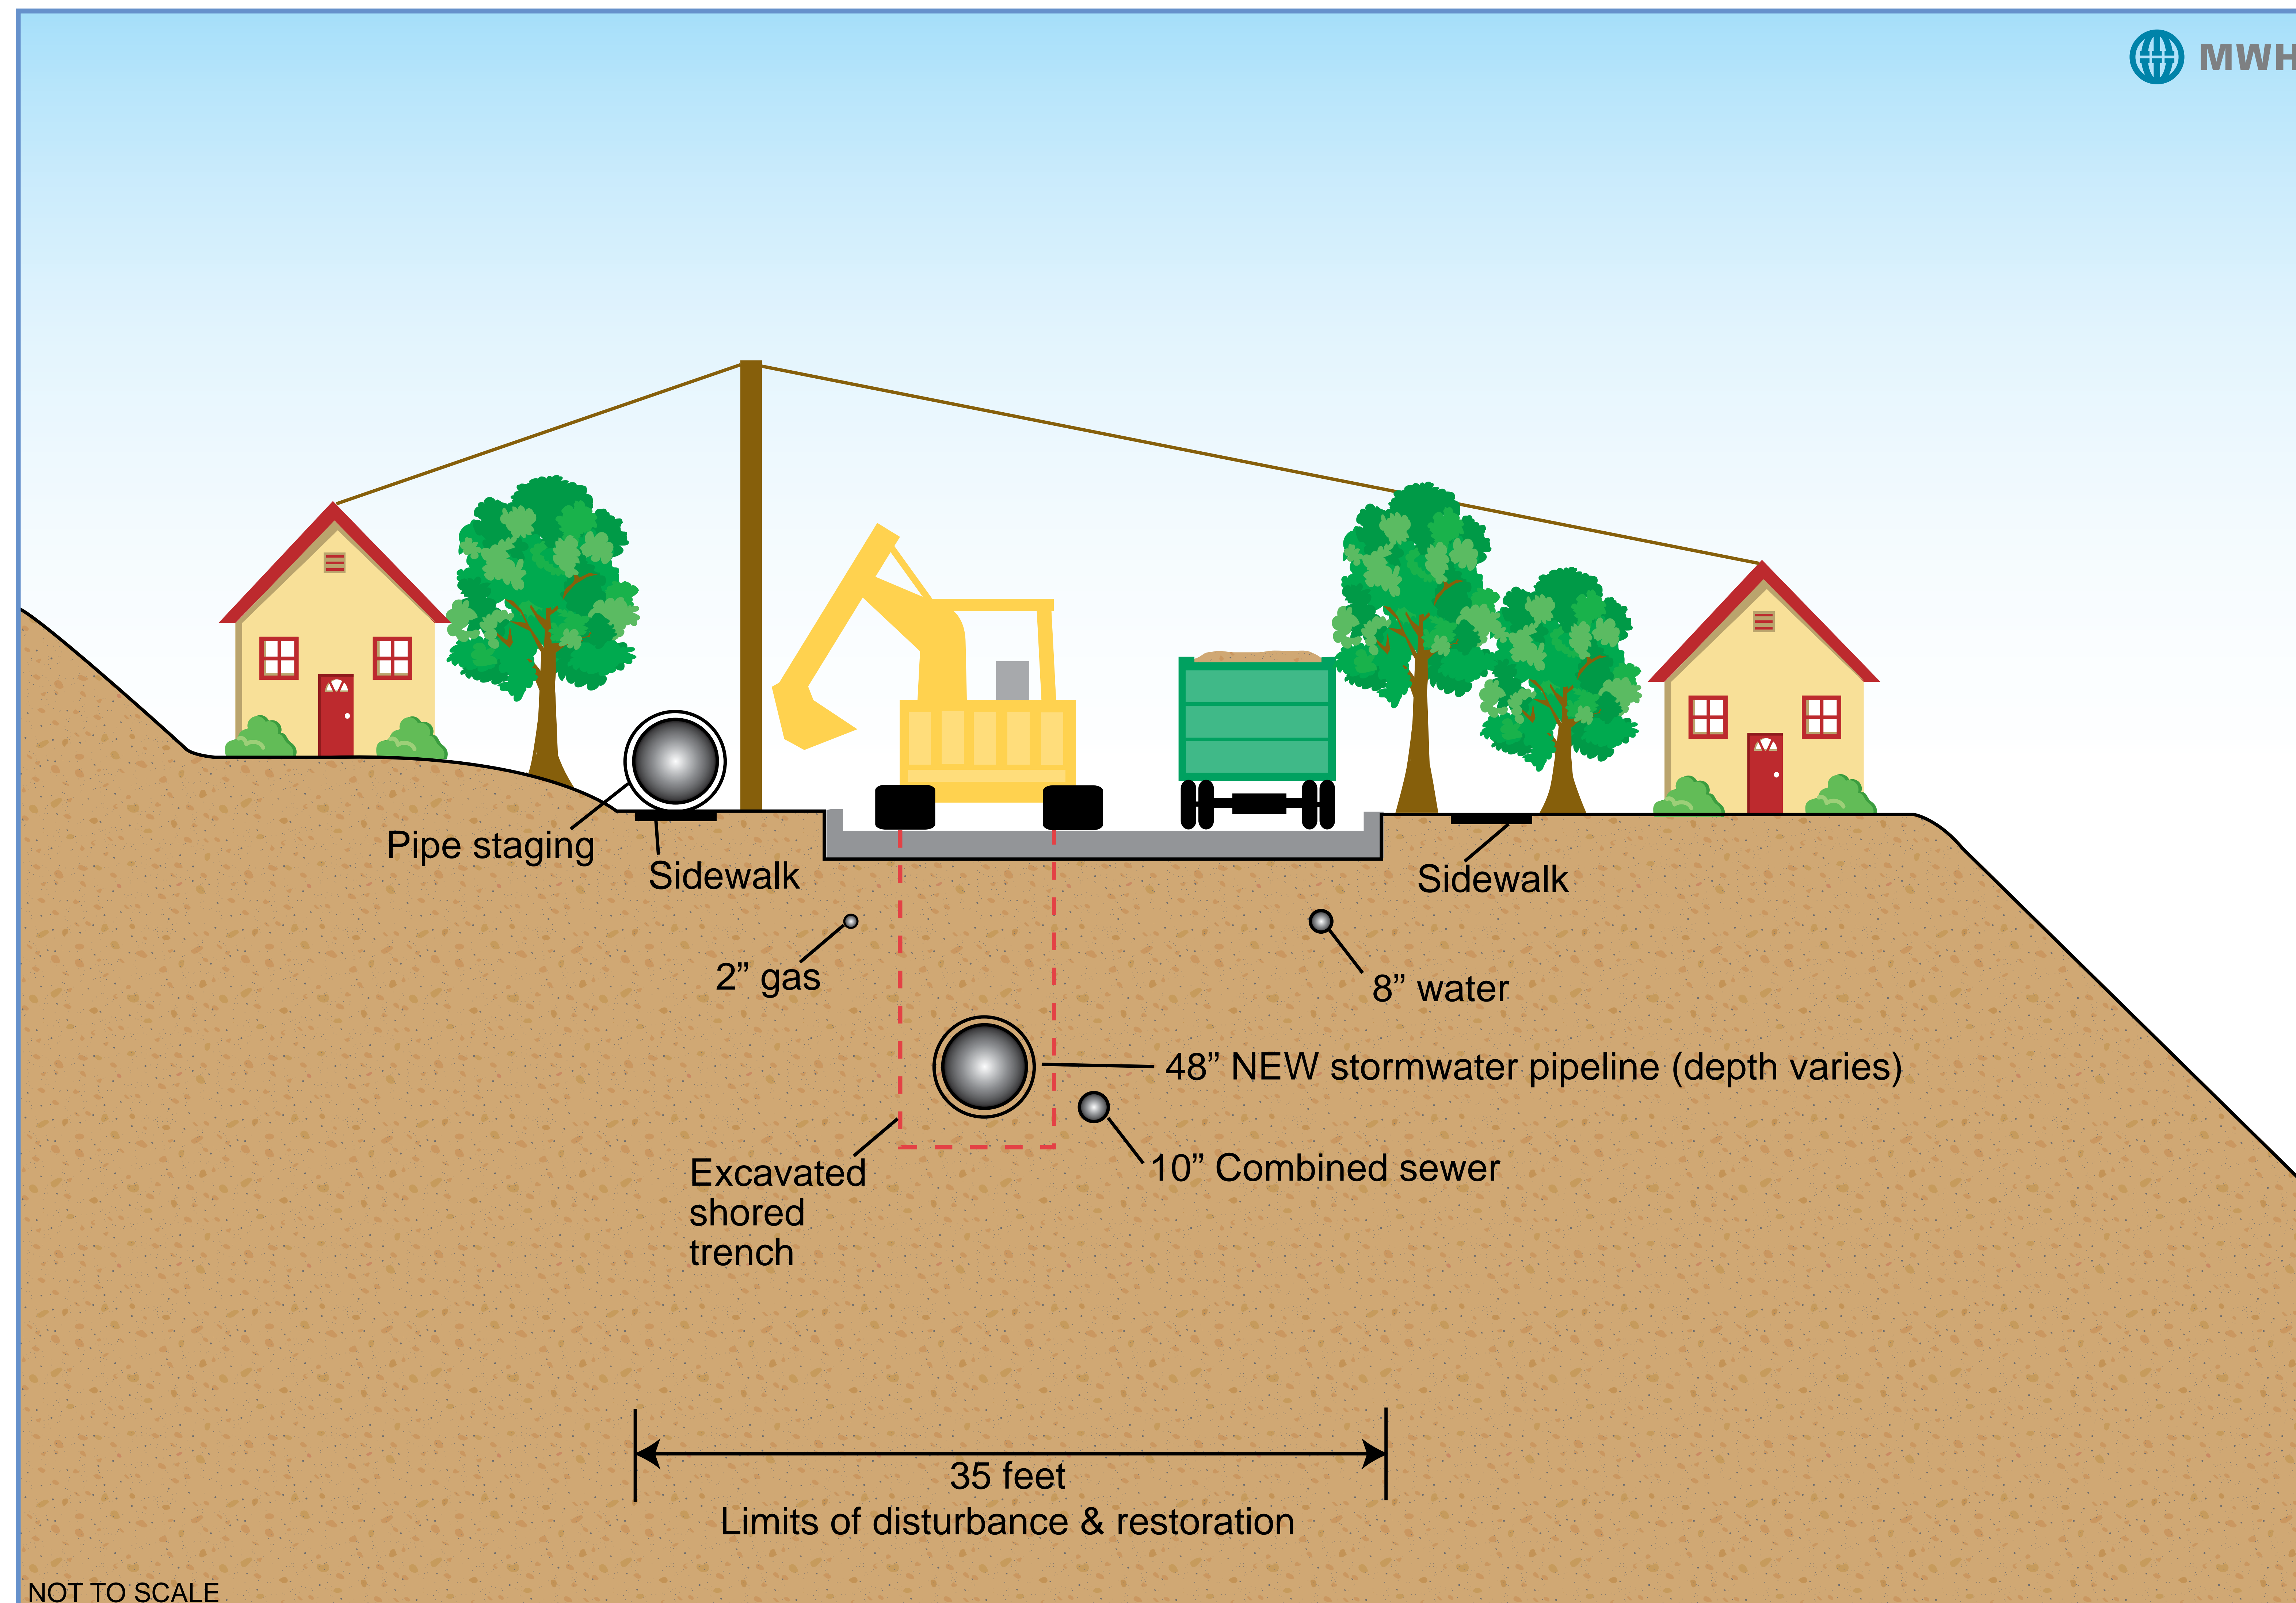 MWH
Pipe staging
Sidewalk
Sidewalk
2” gas
8” water
48” NEW stormwater pipeline (depth varies)
10” Combined sewer
Excavated
shored
trench
35 feet
Limits of disturbance & restoration
NOT TO SCALE